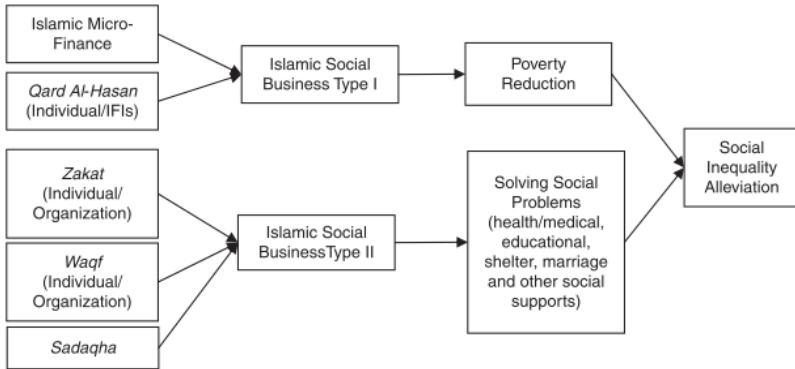 Islamic Micro-
Finance
Qard Al-Hasan
(Individual/IFIs)
Zakat
(Individual/
Organization)
Waqf
(Individual/
Organization)
Sadaqha
Islamic Social
Business Type I
Islamic Social
BusinessType II
Poverty
Reduction
Solving Social
Problems
(health/medical,
educational,
shelter, marriage
and other social
supports)
Social
Inequality
Alleviation